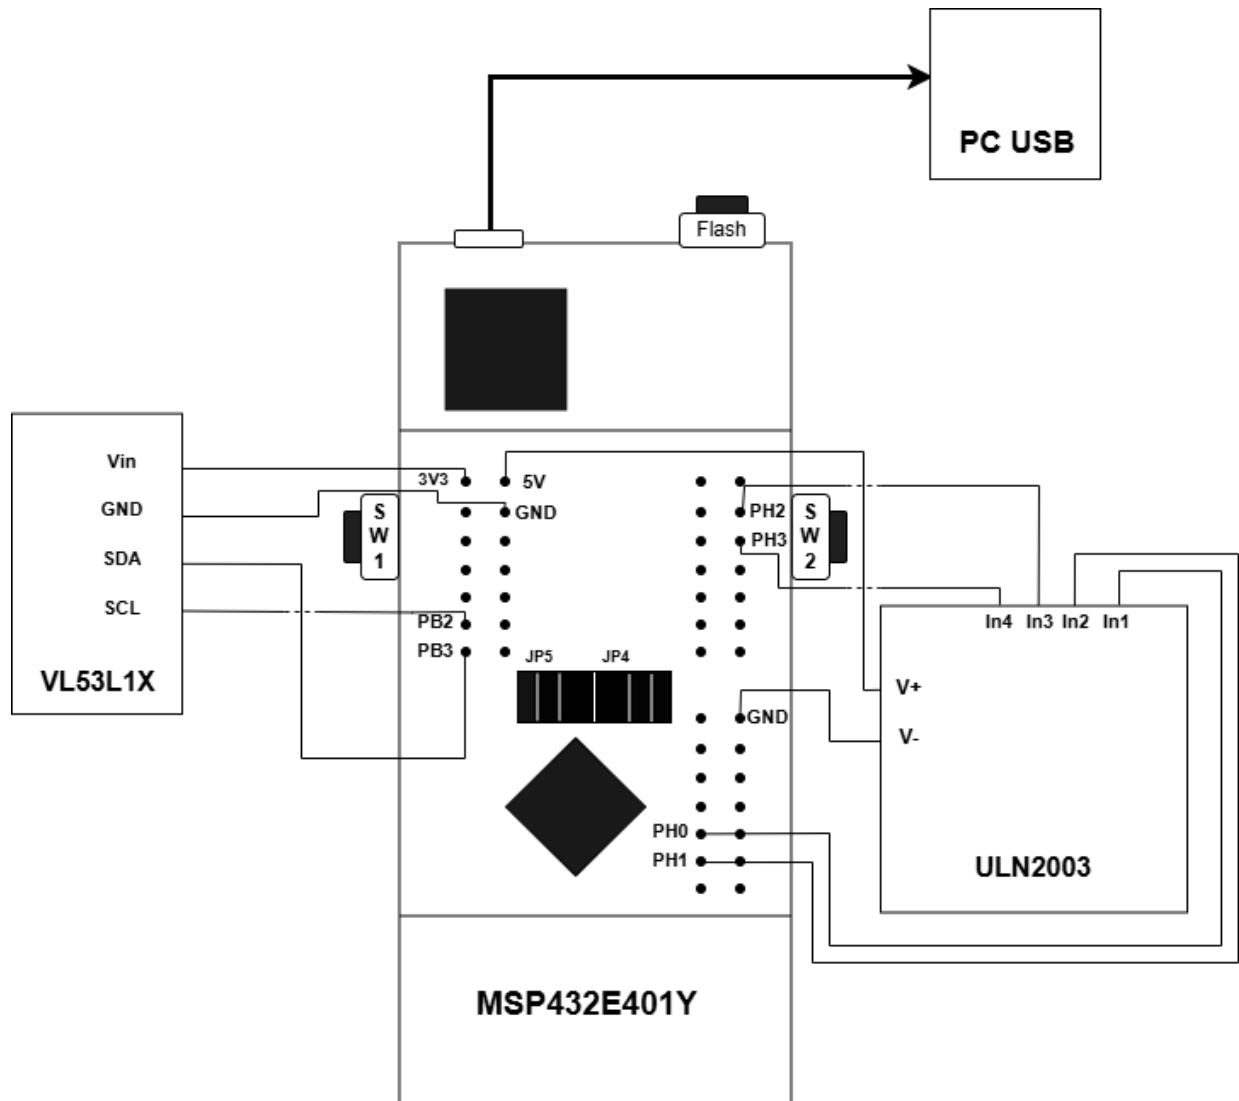 PC USB
Flash
Vin
GND
SDA
SCL
VL53L1X
3V3
5V
GND
S
W
1
PB2
PB3
JP5
JP4
PH2
PH3
S
W
2
GND
PH0
PH1
In4
In3
In2
In1
V+
V-
ULN2003
MSP432E401Y